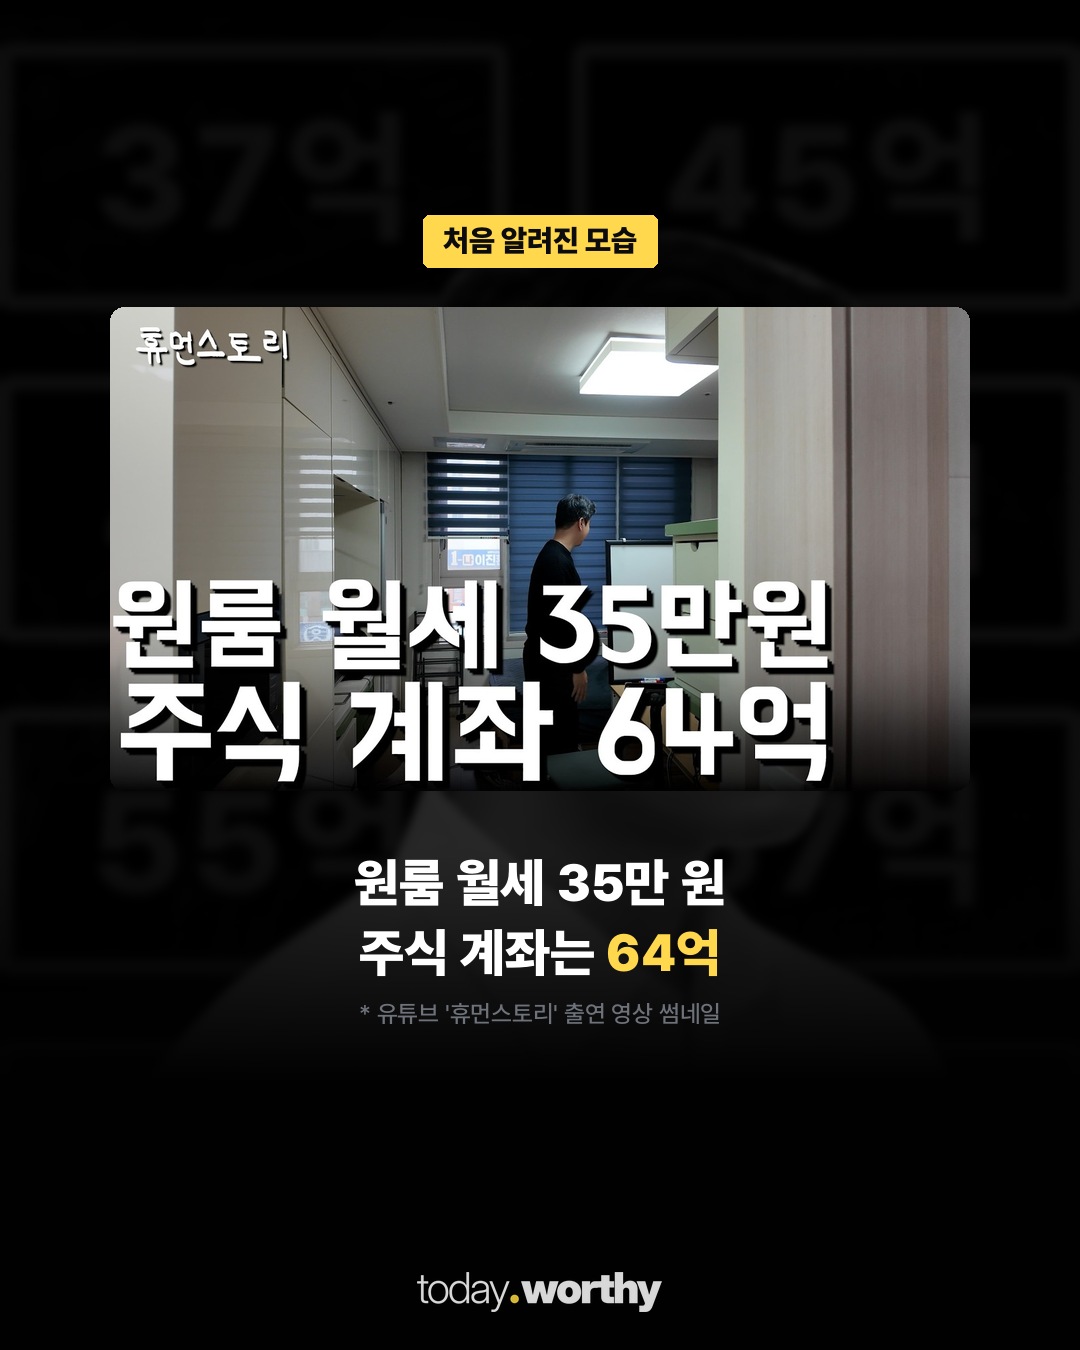 37억 45억
처음 알려진 모습
휴먼스토리
이진
원룸 월세 35만원
주식 계좌 64억
55억 7억
원룸 월세 35만 원
주식 계좌는 64억
* 유튜브 '휴먼스토리' 출연 영상 썸네일
today.worthy